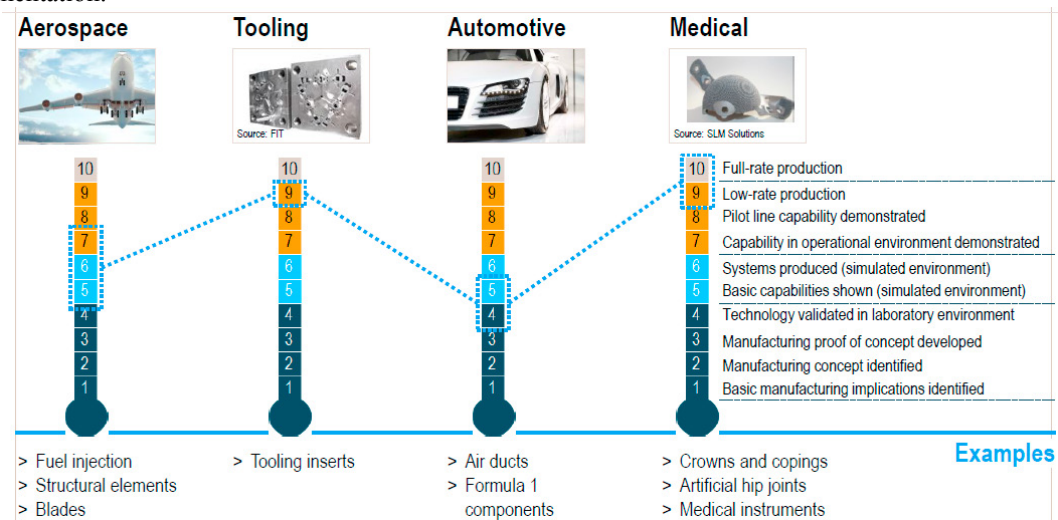 Aerospace
Tooling
Automotive
Medical
Source: FIT
Source: SLM Solutions
10 10 10 10 Full-rate production
9 9 9 9 Low-rate production
8 8 8 8 Pilot line capability demonstrated
7 7 7 7 Capability in operational environment demonstrated
6 6 6 6 Systems produced (simulated environment)
5 5 5 5 Basic capabilities shown (simulated environment)
4 4 4 4 Technology validated in laboratory environment
3 3 3 3 Manufacturing proof of concept developed
2 2 2 2 Manufacturing concept identified
1 1 1 1 Basic manufacturing implications identified
Examples
> Fuel injection
> Structural elements
> Blades
> Tooling inserts
> Air ducts
> Formula 1
components
> Crowns and copings
> Artificial hip joints
> Medical instruments